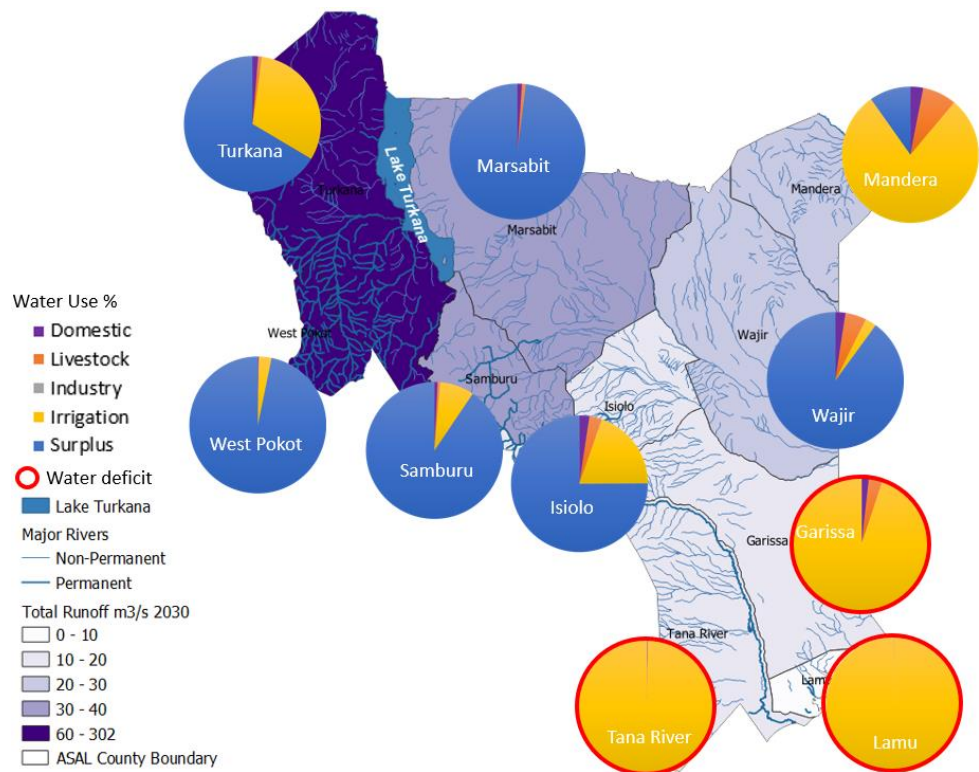 Turkana
Marsabit
Mandera
Lake Turkana
Turkana
Mandera
Marsabit
Water Use %
Domestic
Livestock
Industry
Irrigation
Surplus
West Pokot
Wajir
Samburu
Isiolo
Wajir
West Pokot
Samburu
Isiolo
Water deficit
Lake Turkana
Major Rivers
Non-Permanent
Permanent
Garissa
Garissa
Total Runoff m3/s 2030
0 - 10
10 - 20
20 - 30
30 - 40
60 - 302
ASAL County Boundary
Tana River
Lam
Tana River
Lamu